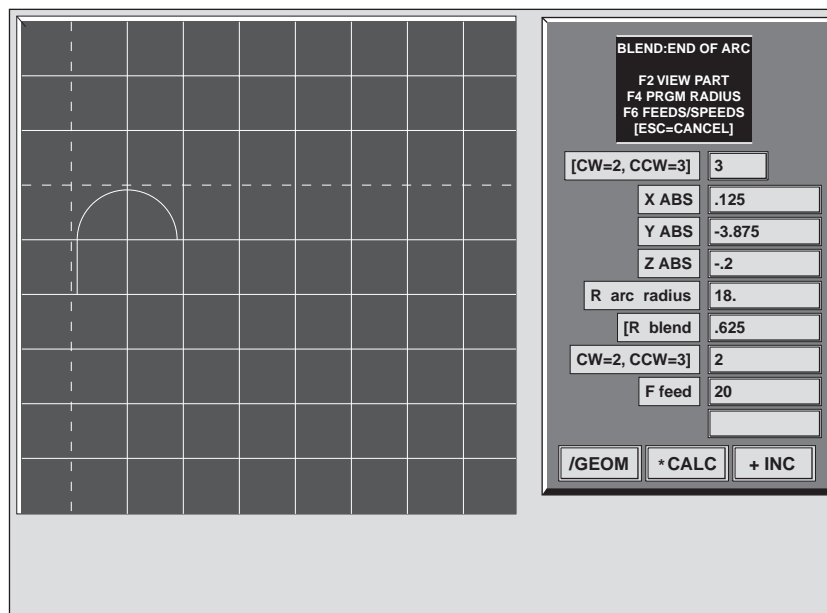 BLEND:END OF ARC
F2 VIEW PART
F4 PRGM RADIUS
F6 FEEDS/SPEEDS
[ESC=CANCEL]
[CW=2, CCW=3] 3
X ABS .125
Y ABS -3.875
Z ABS -.2
R arc radius 18.
[R blend .625
CW=2, CCW=3] 2
F feed 20
/GEOM *CALC + INC